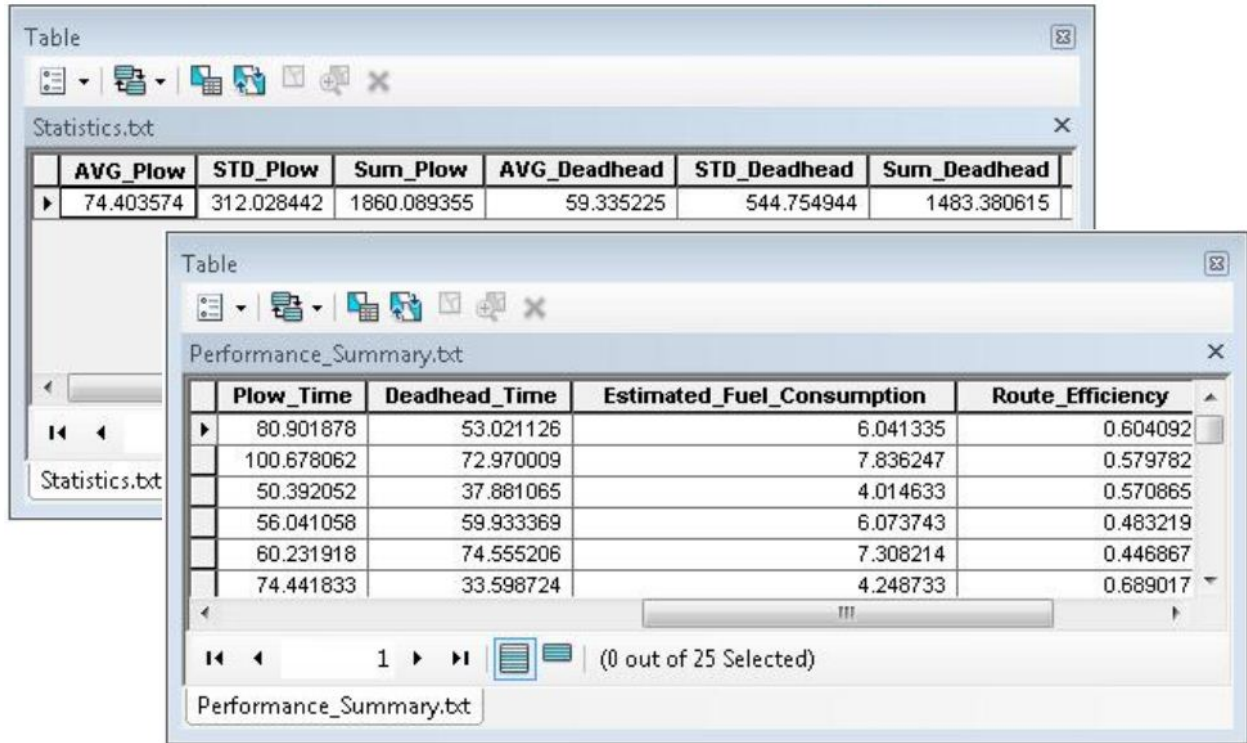 Table
Statistics.txt
AVG_Plow STD_Plow Sum_Plow AVG_Deadhead STD_Deadhead Sum_Deadhead
74.403574 312.028442 1860.089355 59.335225 544.754944 1483.380615
Statistics.txt
Table
Performance_Summary.txt
Plow_Time Deadhead_Time Estimated_Fuel_Consumption Route_Efficiency
80.901878 53.021126 6.041335 0.604092
100.678062 72.970009 7.836247 0.579782
50.392052 37.881065 4.014633 0.570865
56.041058 59.933369 6.073743 0.483219
60.231918 74.555206 7.308214 0.446867
74.441833 33.598724 4.248733 0.689017
1 (0 out of 25 Selected)
Performance_Summary.txt